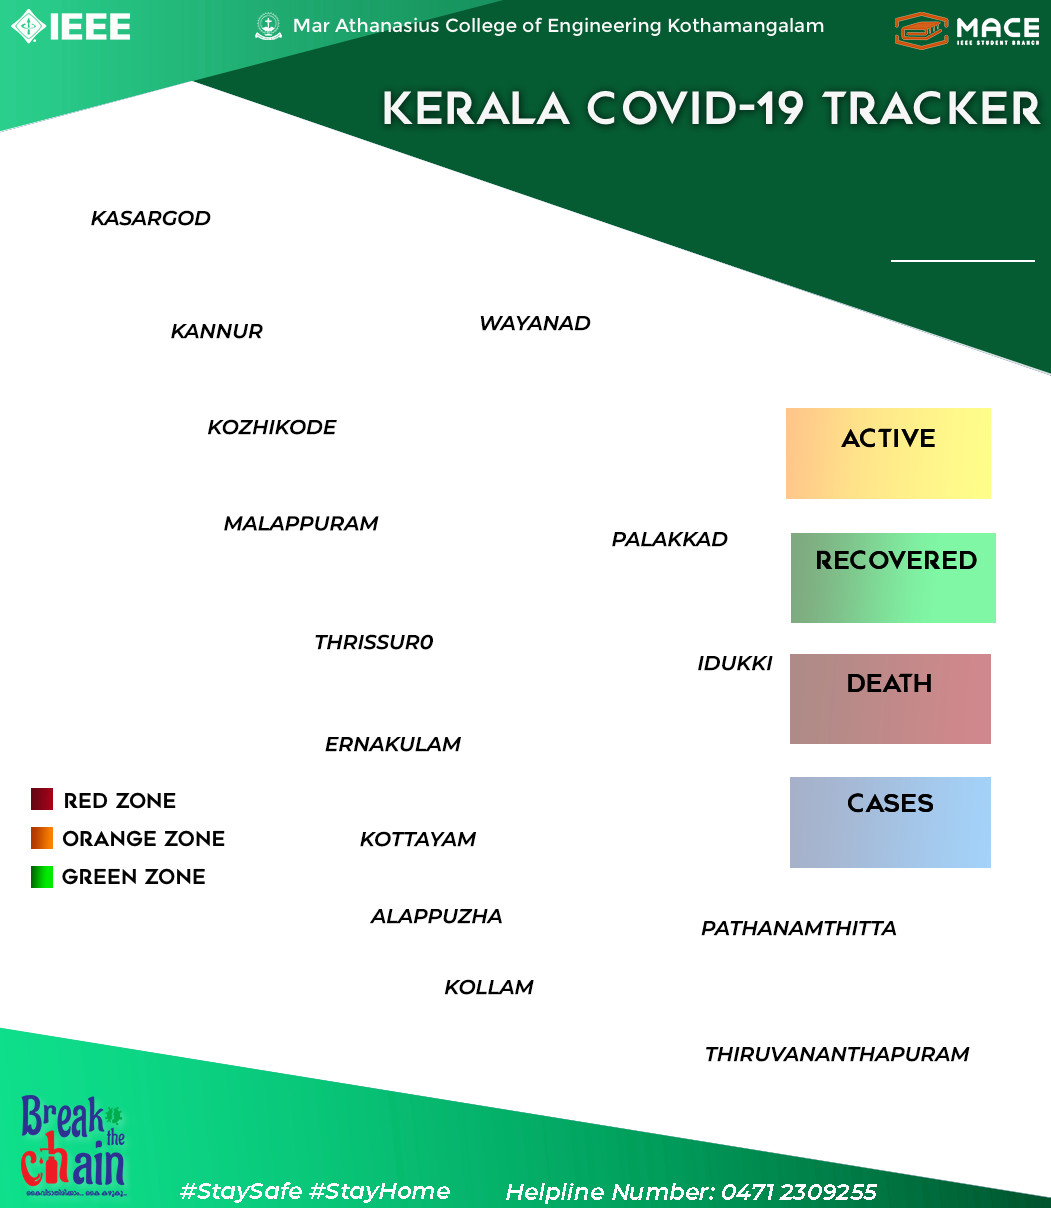 IEEE
Mar Athanasius College of Engineering Kothamangalam
MACE
IEEE STUDENT BRANCH
KERALA COVID-19 TRACKER
KASARGOD
KANNUR
WAYANAD
KOZHIKODE
ACTIVE
MALAPPURAM
PALAKKAD
RECOVERED
THRISSUR0
IDUKKI
DEATH
ERNAKULAM
RED ZONE
CASES
ORANGE ZONE
KOTTAYAM
GREEN ZONE
ALAPPUZHA
PATHANAMTHITTA
KOLLAM
THIRUVANANTHAPURAM
Break
the
chain
കൈവിടാതിരിക്കാം... കൈ കഴുകൂ..
#StaySafe #StayHome
Helpline Number: 0471 2309255